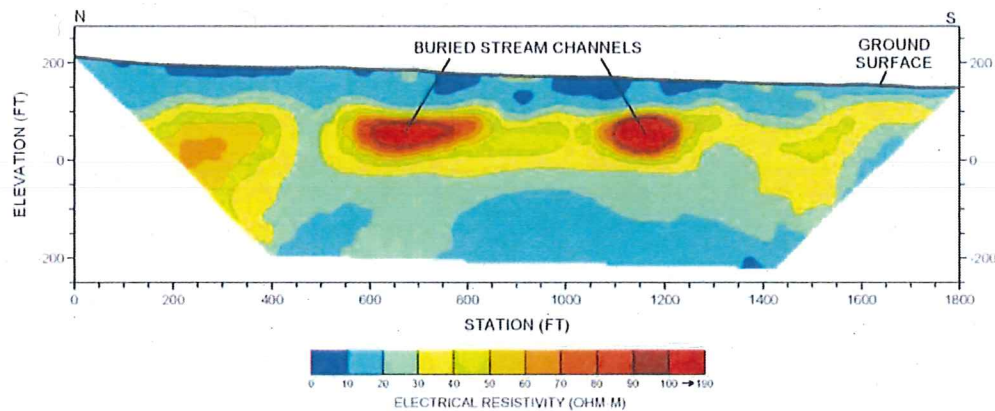 N
S
BURIED STREAM CHANNELS
GROUND
SURFACE
ELEVATION (FT)
200
0
-200
200
0
-200
0 200 400 600 800 1000 1200 1400 1600 1800
STATION (FT)
0 10 20 30 40 50 60 70 80 90 100 → 190
ELECTRICAL RESISTIVITY (OHM-M)